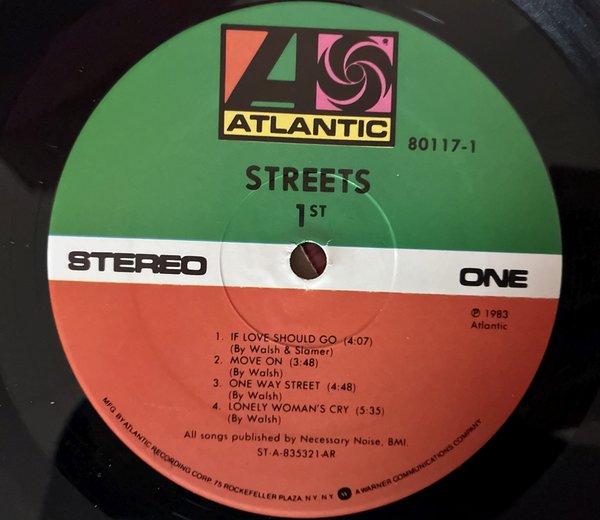 ATLANTIC
80117-1
STREETS
1ST
STEREO
ONE
℗ 1983
Atlantic
1. IF LOVE SHOULD GO (4:07)
(By Walsh & Slamer)
2. MOVE ON (3:48)
(By Walsh)
3. ONE WAY STREET (4:48)
(By Walsh)
4. LONELY WOMAN'S CRY (5:35)
(By Walsh)
All songs published by Necessary Noise, BMI.
ST-A-835321-AR
MFG. BY ATLANTIC RECORDING CORP. 75 ROCKEFELLER PLAZA. N.Y. N.Y. A WARNER COMMUNICATIONS COMPANY